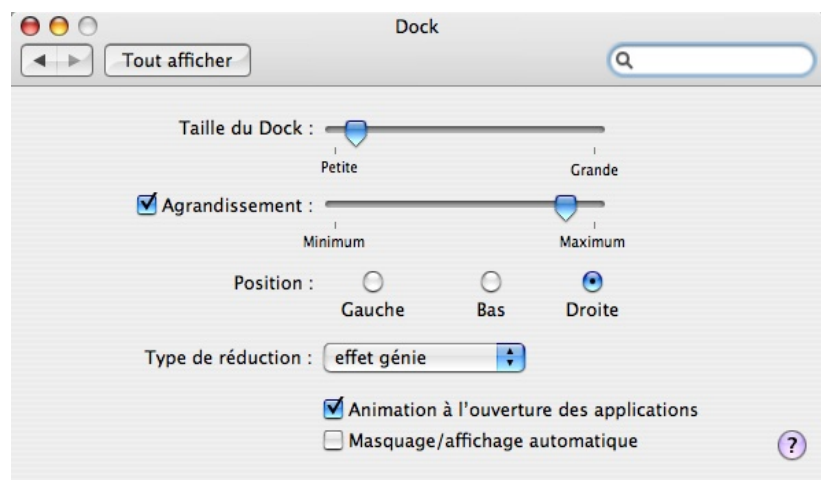 Dock
Tout afficher
Taille du Dock :
Petite Grande
Agrandissement :
Minimum Maximum
Position :
Gauche Bas Droite
Type de réduction : effet génie
Animation à l'ouverture des applications
Masquage/affichage automatique ?